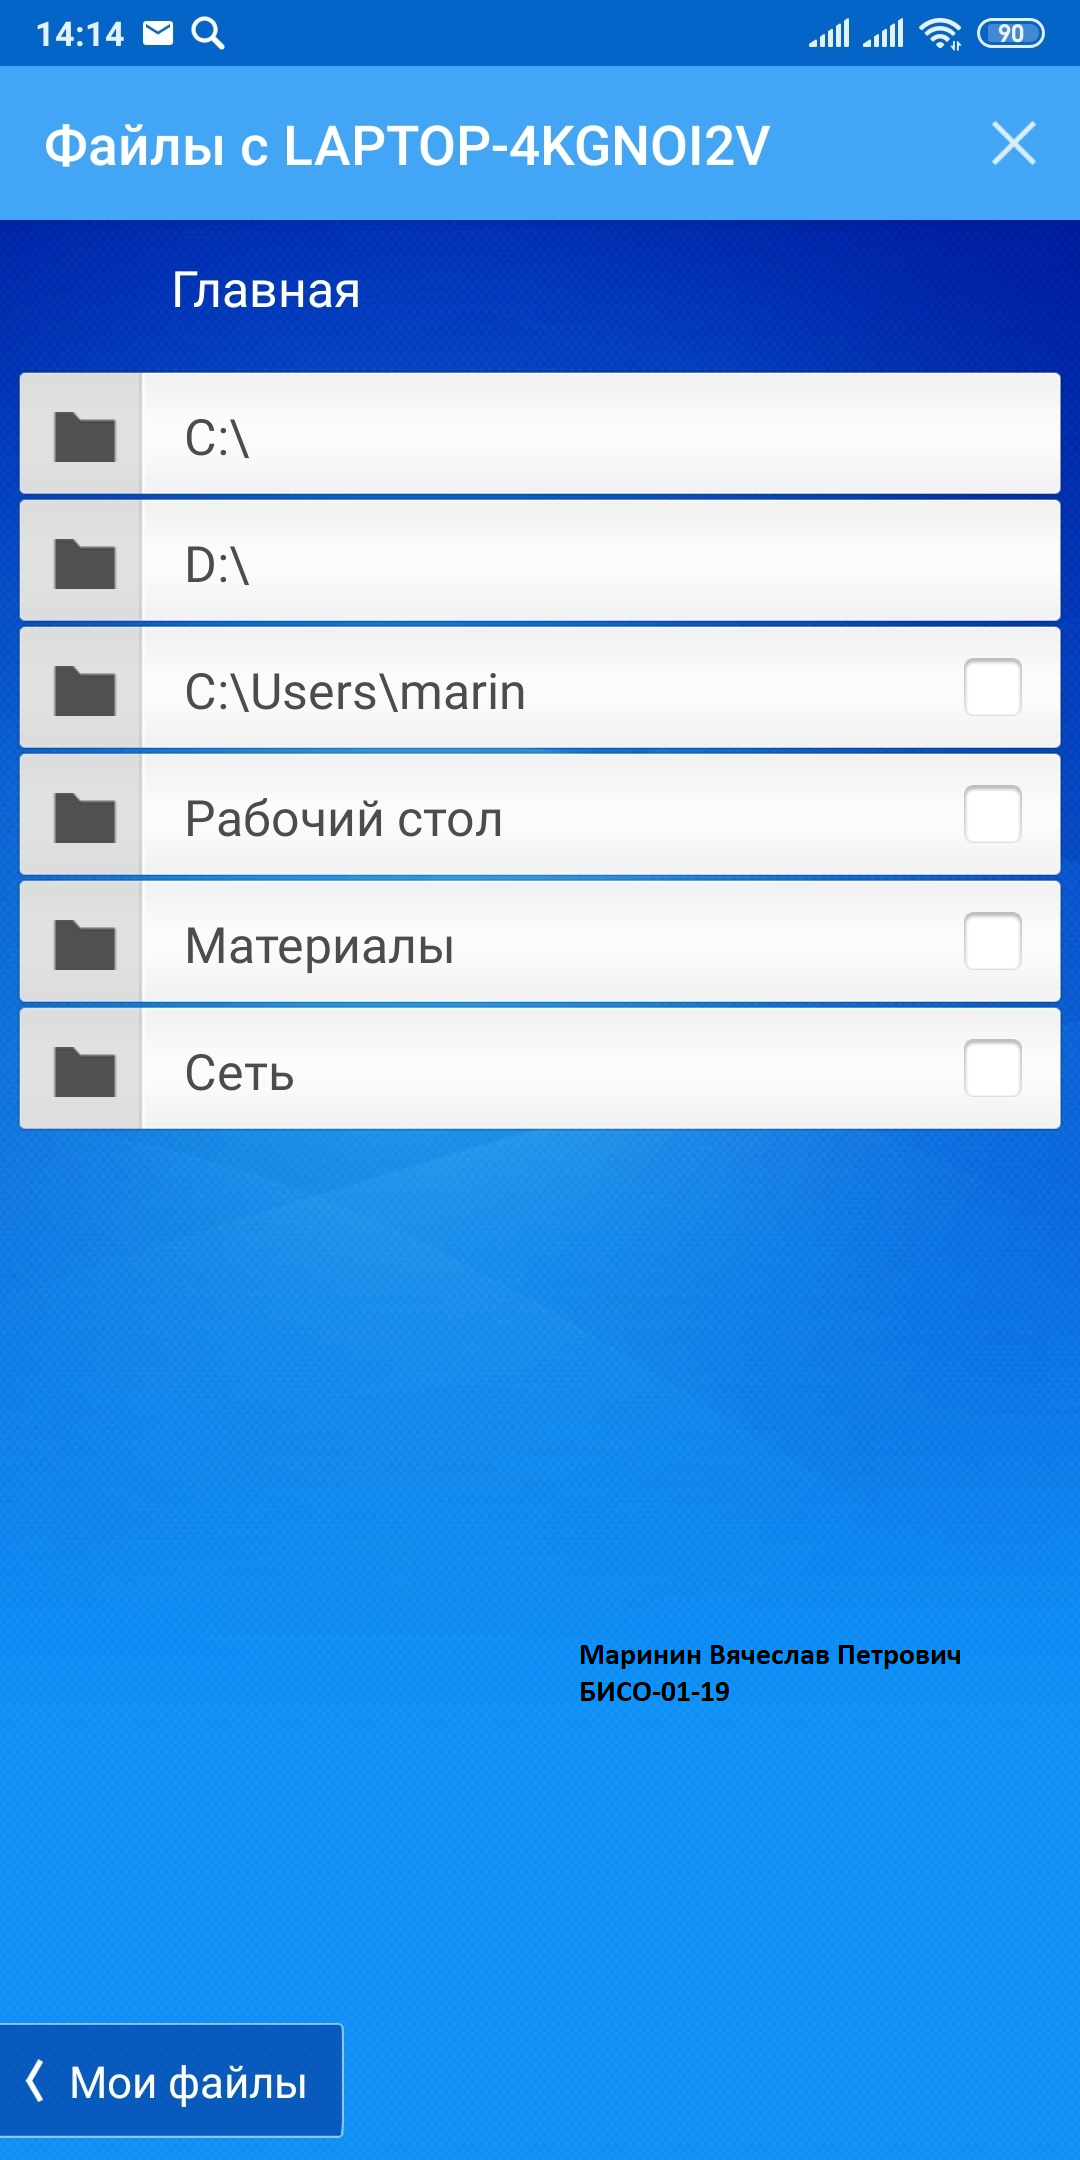 14:14
90
Файлы с LAPTOP-4KGNOI2V
Главная
C:\
D:\
C:\Users\marin
Рабочий стол
Материалы
Сеть
Маринин Вячеслав Петрович
БИСО-01-19
Мои файлы